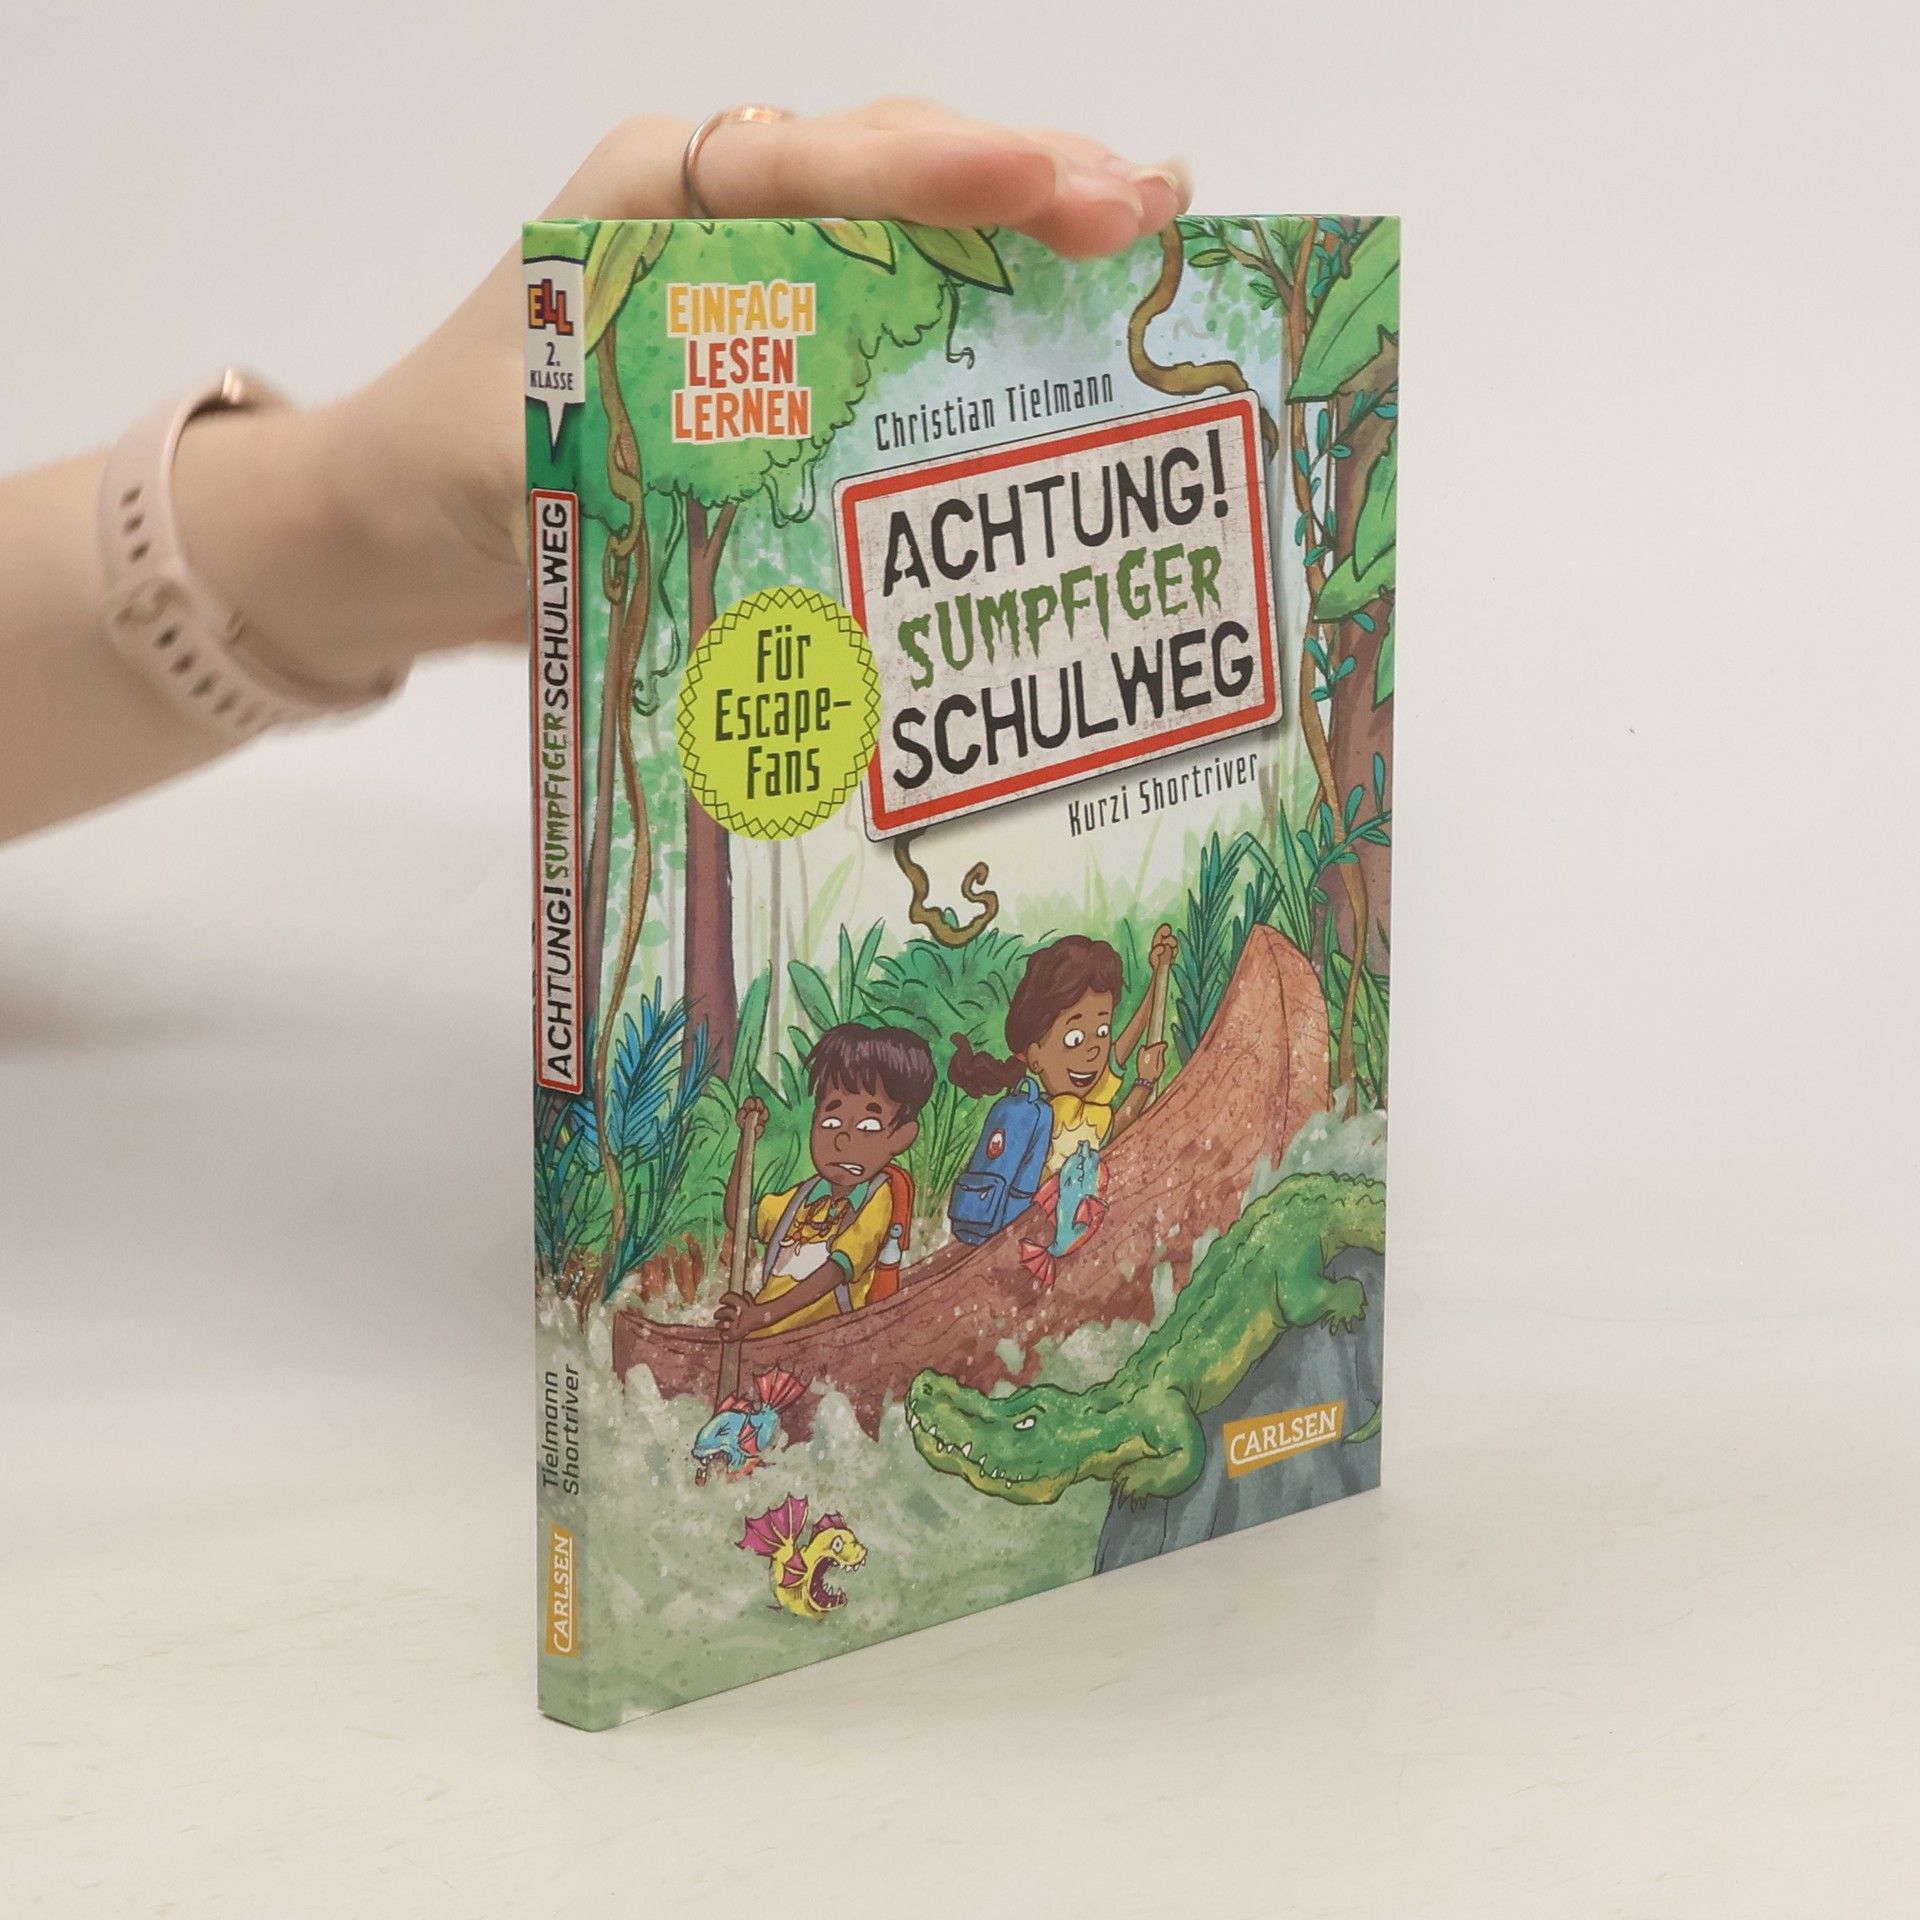 ELL
2.
KLASSE
ACHTUNG! SUMPFIGER SCHULWEG
Tielmann
Shortriver
CARLSEN
EINFACH
LESEN
LERNEN
Christian Tielmann
ACHTUNG!
SUMPFIGER
SCHULWEG
Kurzi Shortriver
Für
Escape-
Fans
CARLSEN